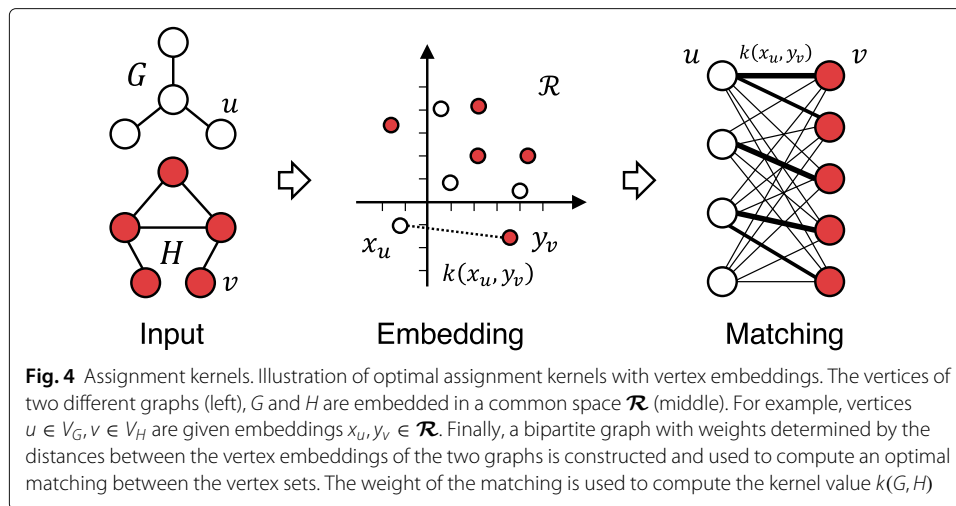 G
u
H
v
Input
ℛ
x_u
y_v
k(x_u, y_v)
Embedding
u
k(x_u, y_v)
v
Matching
Fig. 4 Assignment kernels. Illustration of optimal assignment kernels with vertex embeddings. The vertices of
two different graphs (left), G and H are embedded in a common space ℛ (middle). For example, vertices
u ∈ V_G, v ∈ V_H are given embeddings x_u, y_v ∈ ℛ. Finally, a bipartite graph with weights determined by the
distances between the vertex embeddings of the two graphs is constructed and used to compute an optimal
matching between the vertex sets. The weight of the matching is used to compute the kernel value k(G, H)